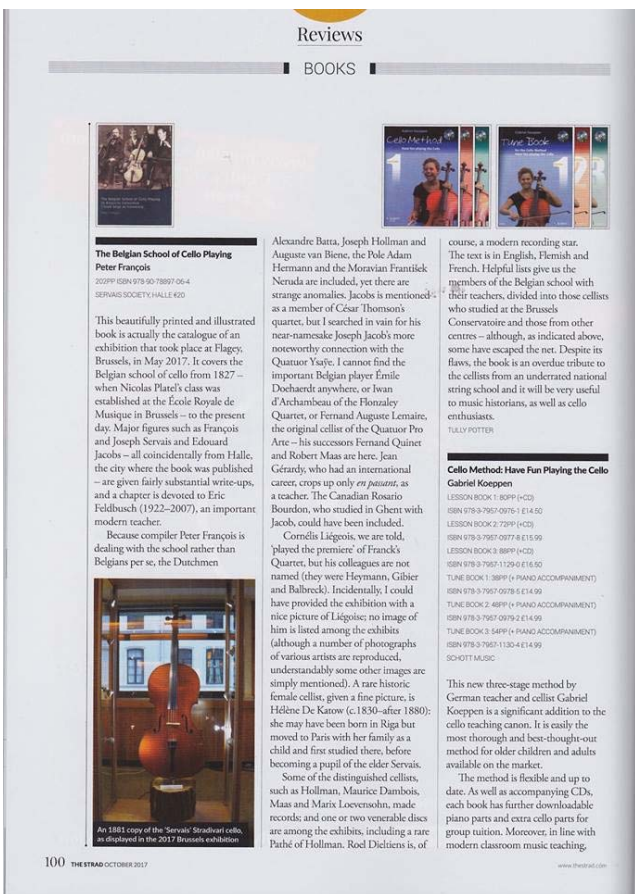 Reviews
BOOKS
The Belgian School of Cello Playing
Cello Method
1
Tune Book
1
2
3
The Belgian School of Cello Playing
Peter François
202PP ISBN 978-90-78897-06-4
SERVAIS SOCIETY, HALLE €20
This beautifully printed and illustrated
book is actually the catalogue of an
exhibition that took place at Flagey,
Brussels, in May 2017. It covers the
Belgian school of cello from 1827 –
when Nicolas Platel’s class was
established at the École Royale de
Musique in Brussels – to the present
day. Major figures such as François
and Joseph Servais and Edouard
Jacobs – all coincidentally from Halle,
the city where the book was published
– are given fairly substantial write-ups,
and a chapter is devoted to Eric
Feldbusch (1922–2007), an important
modern teacher.
Because compiler Peter François is
dealing with the school rather than
Belgians per se, the Dutchmen
An 1881 copy of the ‘Servais’ Stradivari cello,
as displayed in the 2017 Brussels exhibition
Alexandre Batta, Joseph Hollman and
Auguste van Biene, the Pole Adam
Hermann and the Moravian František
Neruda are included, yet there are
strange anomalies. Jacobs is mentioned
as a member of César Thomson’s
quartet, but I searched in vain for his
near-namesake Joseph Jacob’s more
noteworthy connection with the
Quatuor Ysaÿe. I cannot find the
important Belgian player Émile
Doehaerdt anywhere, or Iwan
d’Archambeau of the Flonzaley
Quartet, or Fernand Auguste Lemaire,
the original cellist of the Quatuor Pro
Arte – his successors Fernand Quinet
and Robert Maas are here. Jean
Gérardy, who had an international
career, crops up only en passant, as
a teacher. The Canadian Rosario
Bourdon, who studied in Ghent with
Jacob, could have been included.
Cornélis Liégeois, we are told,
‘played the premiere’ of Franck’s
Quartet, but his colleagues are not
named (they were Heymann, Gibier
and Balbreck). Incidentally, I could
have provided the exhibition with a
nice picture of Liégoise; no image of
him is listed among the exhibits
(although a number of photographs
of various artists are reproduced,
understandably some other images are
simply mentioned). A rare historic
female cellist, given a fine picture, is
Hélène De Katow (c.1830–after 1880):
she may have been born in Riga but
moved to Paris with her family as a
child and first studied there, before
becoming a pupil of the elder Servais.
Some of the distinguished cellists,
such as Hollman, Maurice Dambois,
Maas and Marix Loevensohn, made
records; and one or two venerable discs
are among the exhibits, including a rare
Pathé of Hollman. Roel Dieltiens is, of
course, a modern recording star.
The text is in English, Flemish and
French. Helpful lists give us the
members of the Belgian school with
their teachers, divided into those cellists
who studied at the Brussels
Conservatoire and those from other
centres – although, as indicated above,
some have escaped the net. Despite its
flaws, the book is an overdue tribute to
the cellists from an underrated national
string school and it will be very useful
to music historians, as well as cello
enthusiasts.
TULLY POTTER
Cello Method: Have Fun Playing the Cello
Gabriel Koeppen
LESSON BOOK 1: 80PP (+CD)
ISBN 978-3-7957-0976-1 £14.50
LESSON BOOK 2: 72PP (+CD)
ISBN 978-3-7957-0977-8 £15.99
LESSON BOOK 3: 88PP (+CD)
ISBN 978-3-7957-1129-0 £16.50
TUNE BOOK 1: 38PP (+ PIANO ACCOMPANIMENT)
ISBN 979-3-7957-0978-5 £14.99
TUNE BOOK 2: 48PP (+ PIANO ACCOMPANIMENT)
ISBN 978-3-7957-0979-2 £14.99
TUNE BOOK 3: 54PP (+ PIANO ACCOMPANIMENT)
ISBN 978-3-7957-1130-4 £14.99
SCHOTT MUSIC
This new three-stage method by
German teacher and cellist Gabriel
Koeppen is a significant addition to the
cello teaching canon. It is easily the
most thorough and best-thought-out
method for older children and adults
available on the market.
The method is flexible and up to
date. As well as accompanying CDs,
each book has further downloadable
piano parts and extra cello parts for
group tuition. Moreover, in line with
modern classroom music teaching,
100 THE STRAD OCTOBER 2017
www.thestrad.com